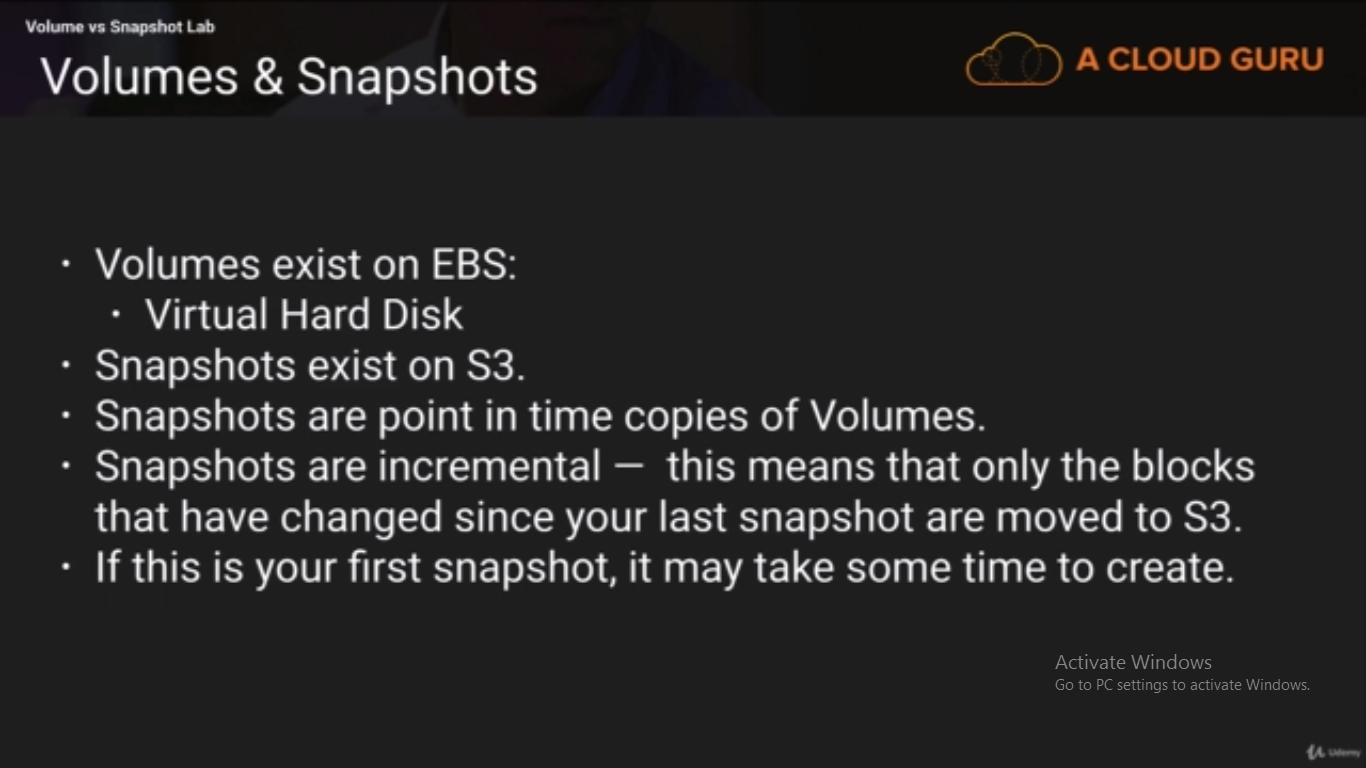 Volume vs Snapshot Lab
Volumes & Snapshots
A CLOUD GURU
· Volumes exist on EBS:
· Virtual Hard Disk
· Snapshots exist on S3.
· Snapshots are point in time copies of Volumes.
· Snapshots are incremental — this means that only the blocks
that have changed since your last snapshot are moved to S3.
· If this is your first snapshot, it may take some time to create.
Activate Windows
Go to PC settings to activate Windows.
Udemy